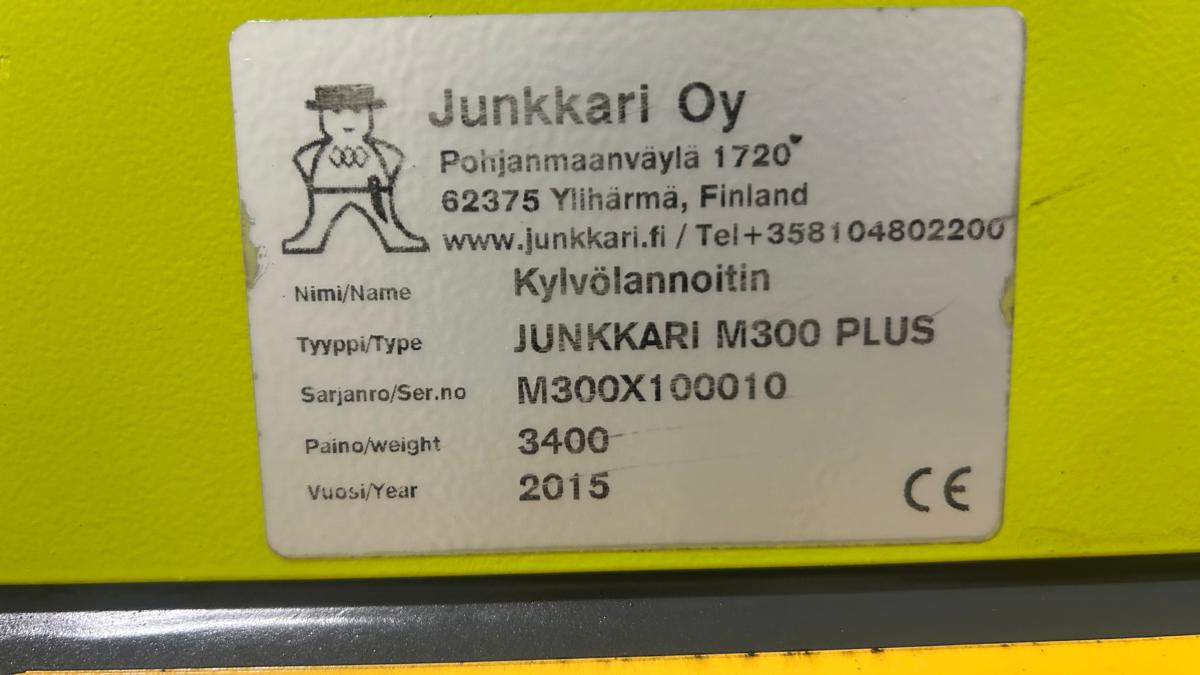 Junkkari Oy
Pohjanmaanväylä 1720
62375 Ylihärmä, Finland
www.junkkari.fi / Tel+358104802200
Nimi/Name Kylvölannoitin
Tyyppi/Type JUNKKARI M300 PLUS
Sarjanro/Ser.no M300X100010
Paino/weight 3400
Vuosi/Year 2015
CE